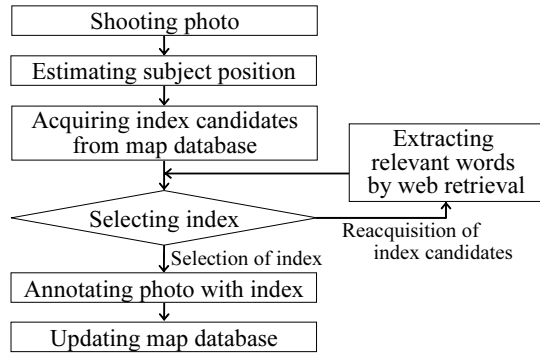 Shooting photo
Estimating subject position
Acquiring index candidates
from map database
Extracting
relevant words
by web retrieval
Selecting index
Reacquisition of
index candidates
Selection of index
Annotating photo with index
Updating map database